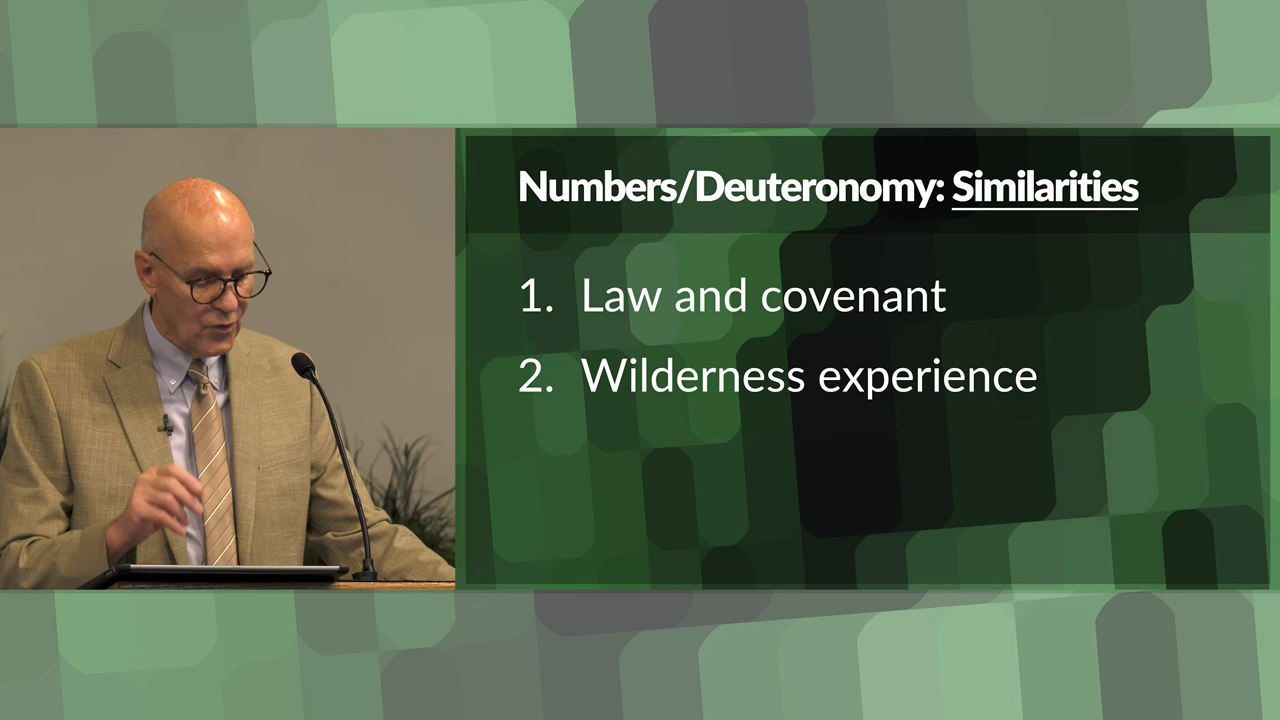 Numbers/Deuteronomy: Similarities
1. Law and covenant
2. Wilderness experience